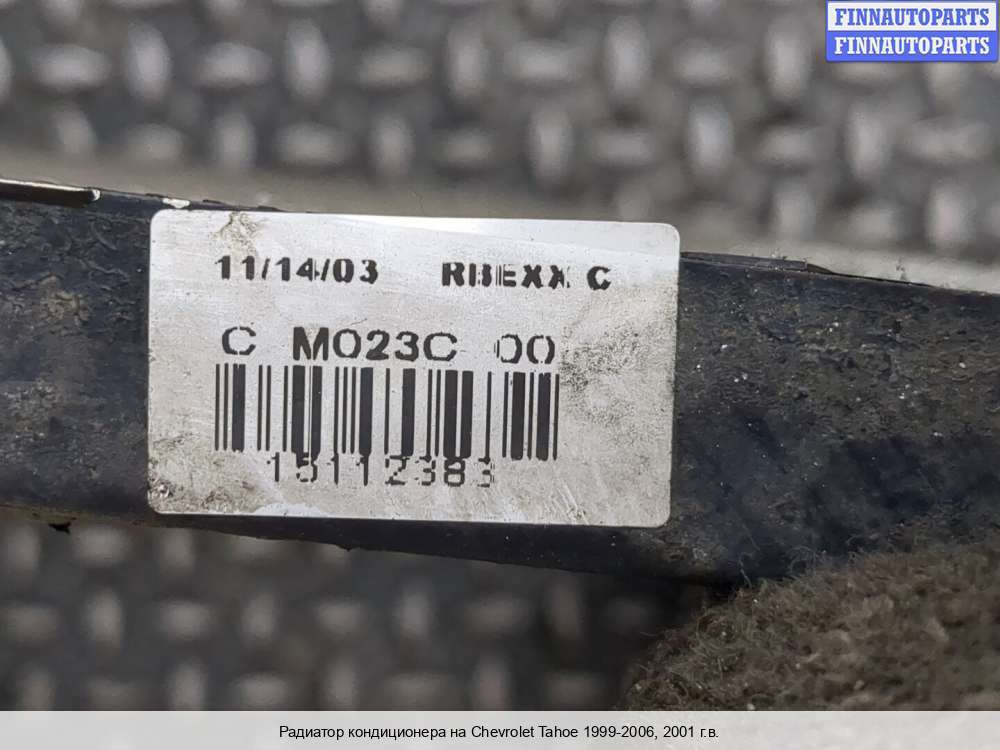 FINNAUTOPARTS
FINNAUTOPARTS
11/14/03 RBEXX C
C M023C 00
15112383
Радиатор кондиционера на Chevrolet Tahoe 1999-2006, 2001 г.в.